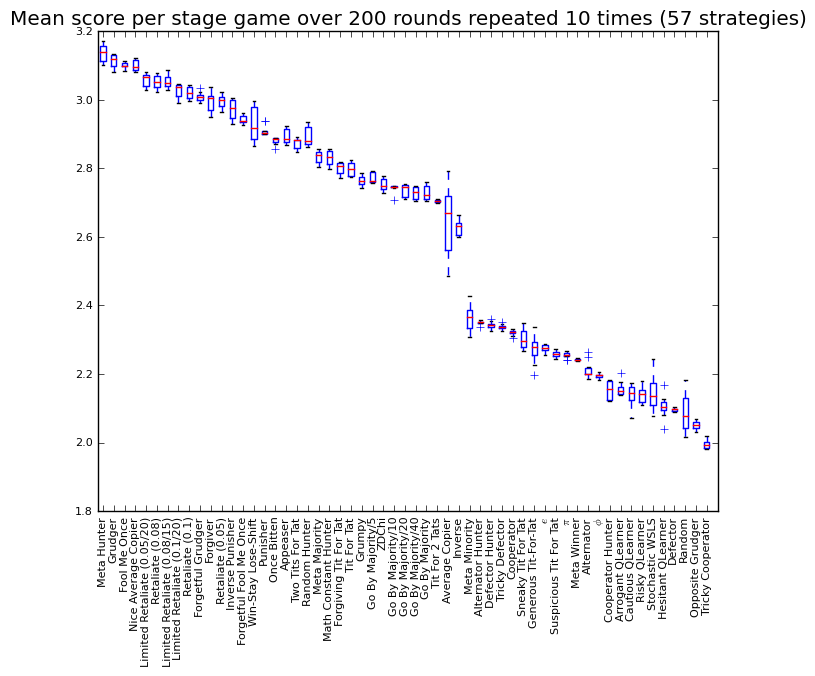 Mean score per stage game over 200 rounds repeated 10 times (57 strategies)
3.2
3.0
2.8
2.6
2.4
2.2
2.0
1.8
Meta Hunter
Grudger
Fool Me Once
Nice Average Copier
Limited Retaliate (0.05/20)
Retaliate (0.08)
Limited Retaliate (0.08/15)
Limited Retaliate (0.1/20)
Retaliate (0.1)
Forgetful Grudger
Forgiver
Retaliate (0.05)
Inverse Punisher
Forgetful Fool Me Once
Win-Stay Lose-Shift
Punisher
Once Bitten
Appeaser
Two Tits For Tat
Random Hunter
Meta Majority
Math Constant Hunter
Forgiving Tit For Tat
Tit For Tat
Grumpy
Go By Majority/5
ZDChi
Go By Majority/10
Go By Majority/20
Go By Majority/40
Go By Majority
Tit For 2 Tats
Average Copier
Inverse
Meta Minority
Alternator Hunter
Defector Hunter
Tricky Defector
Cooperator
Sneaky Tit For Tat
Generous Tit-For-Tat
ϵ
Suspicious Tit For Tat
π
Meta Winner
Alternator
ϕ
Cooperator Hunter
Arrogant QLearner
Cautious QLearner
Risky QLearner
Stochastic WSLS
Hesitant QLearner
Defector
Random
Opposite Grudger
Tricky Cooperator